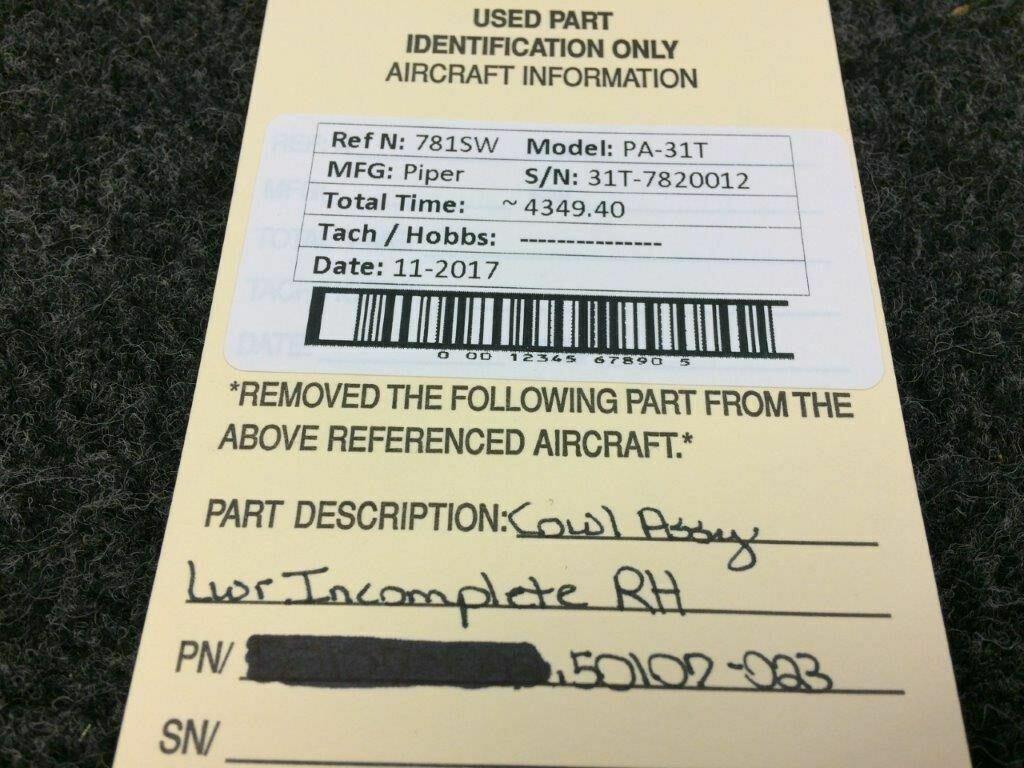 USED PART
IDENTIFICATION ONLY
AIRCRAFT INFORMATION
Ref N: 781SW Model: PA-31T
MFG: Piper S/N: 31T-7820012
Total Time: ~ 4349.40
Tach / Hobbs: ---------------
Date: 11-2017
0 00 12345 67890 5
*REMOVED THE FOLLOWING PART FROM THE
ABOVE REFERENCED AIRCRAFT.*
PART DESCRIPTION: Cowl Assy
Lwr Incomplete RH
PN/ 50107-023
SN/